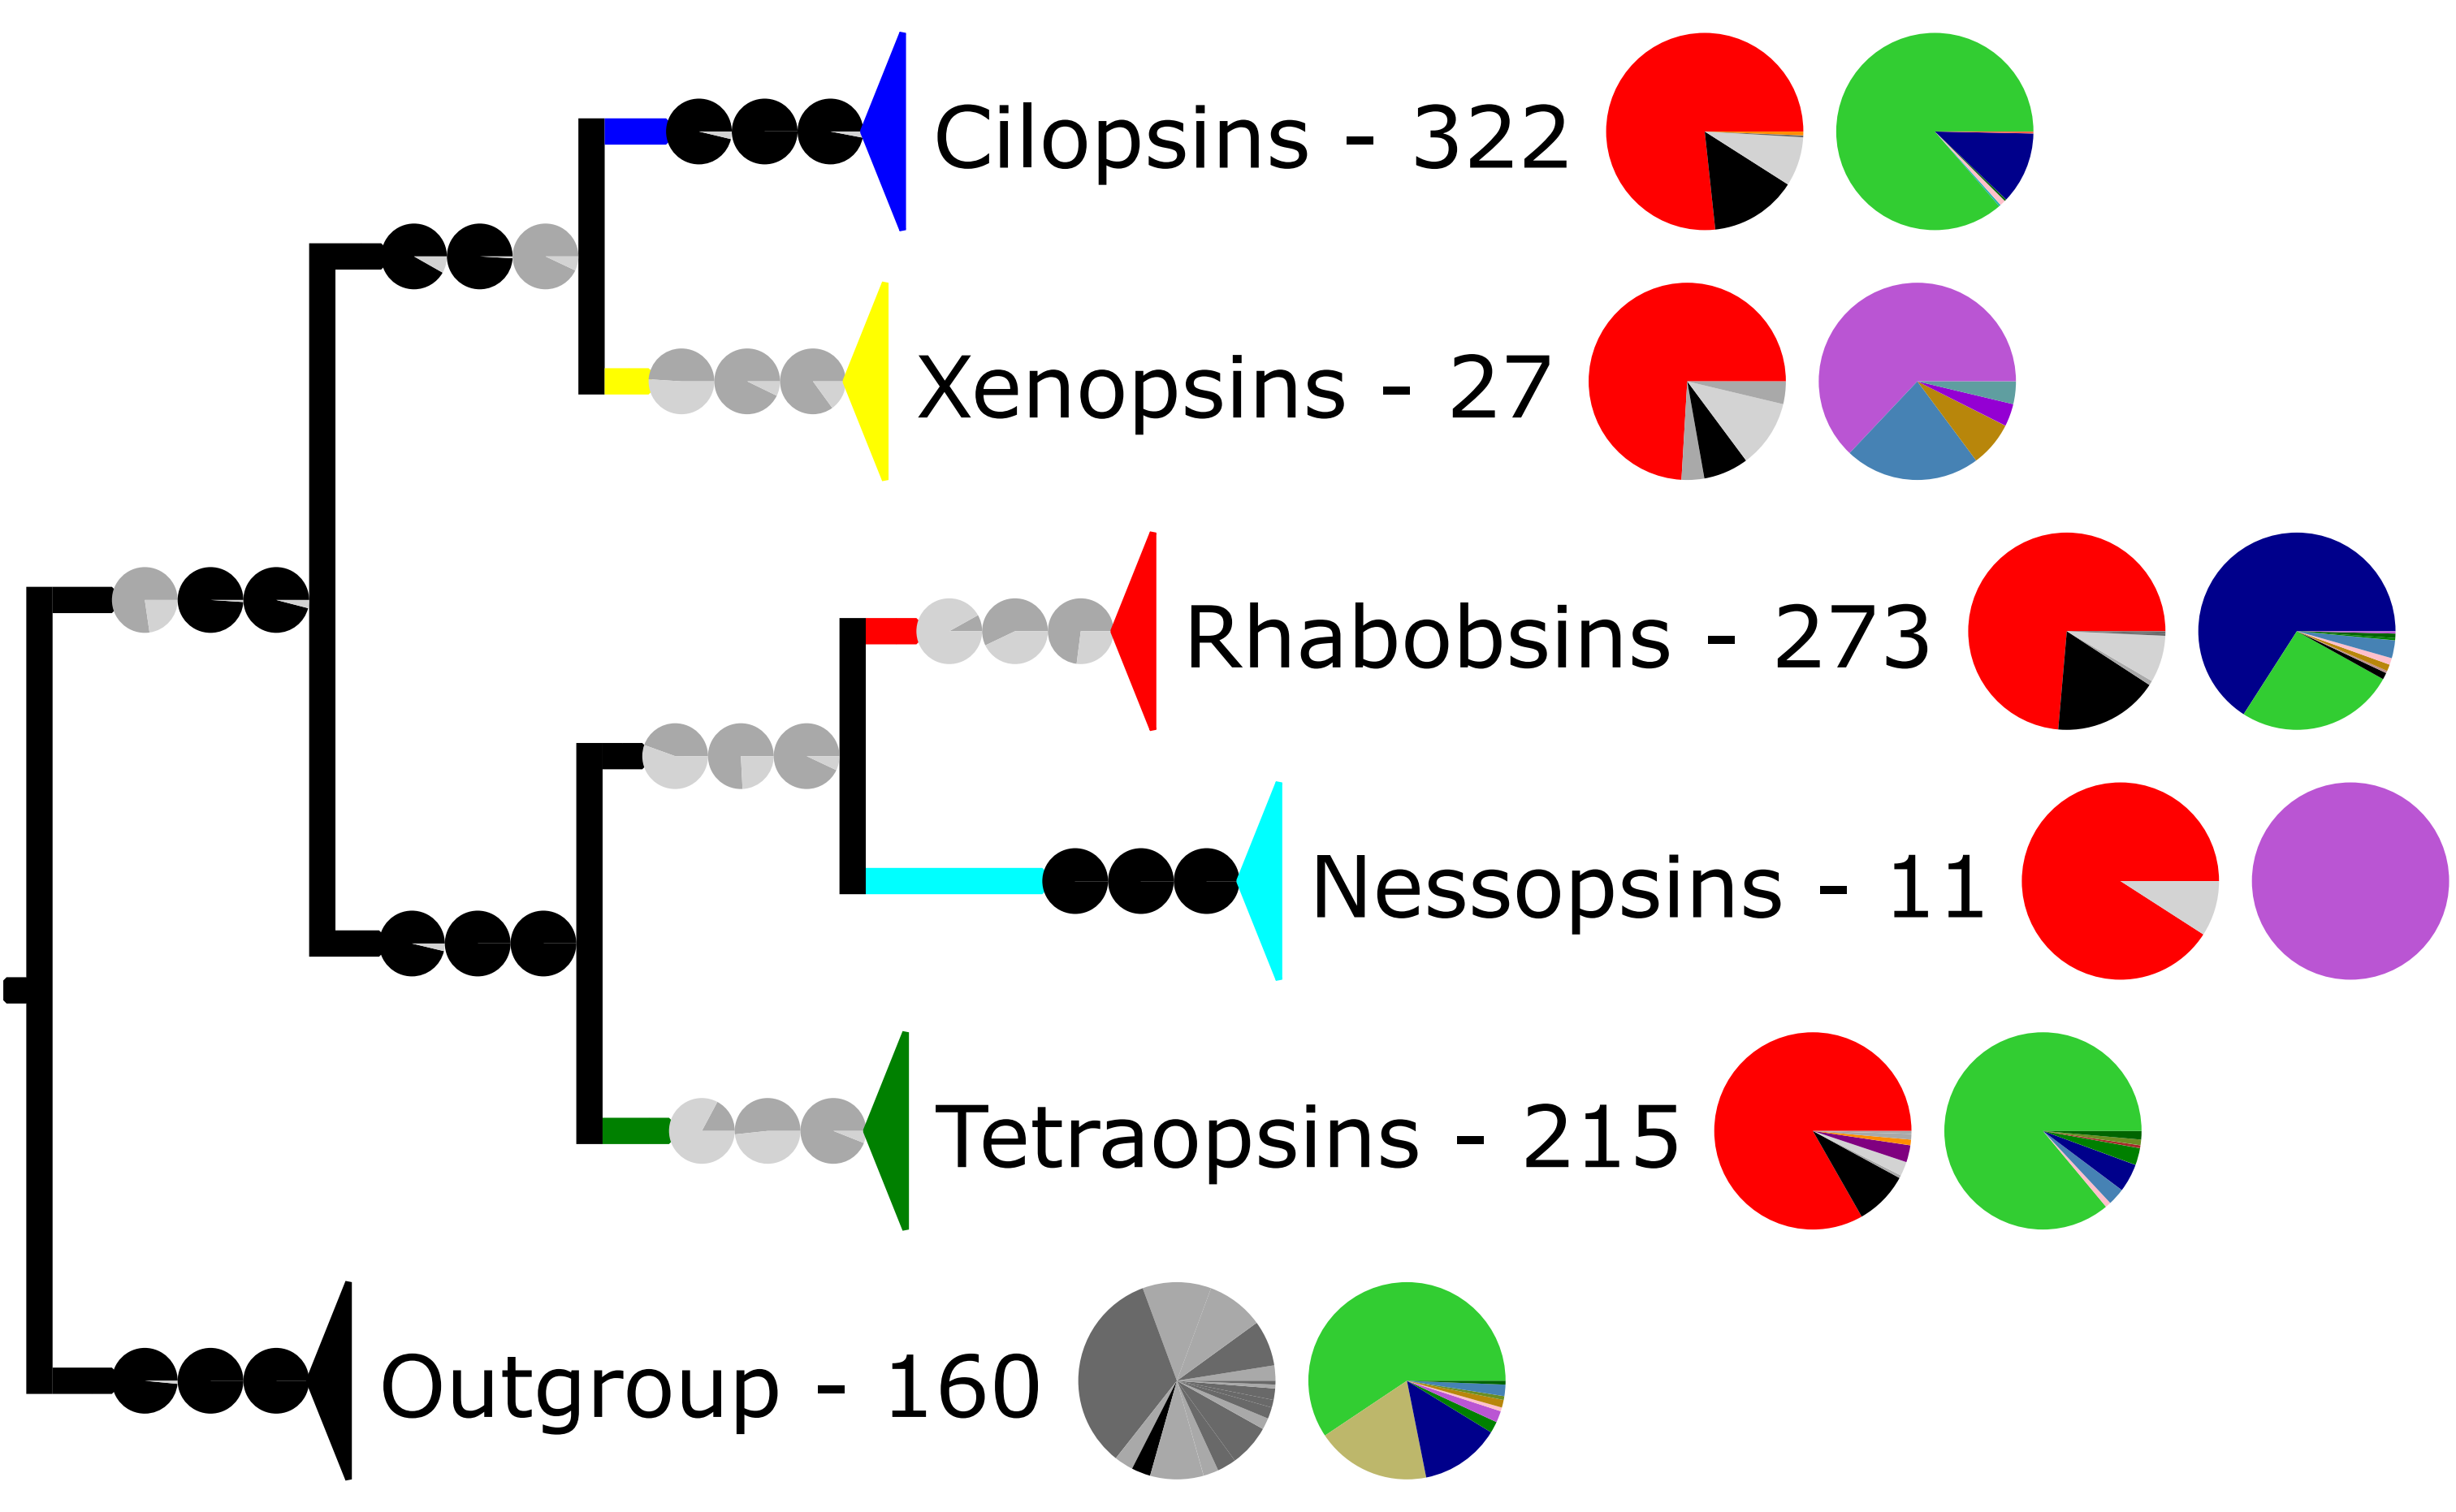 Cilopsins - 322
Xenopsins - 27
Rhabobsins - 273
Nessopsins - 11
Tetraopsins - 215
Outgroup - 160